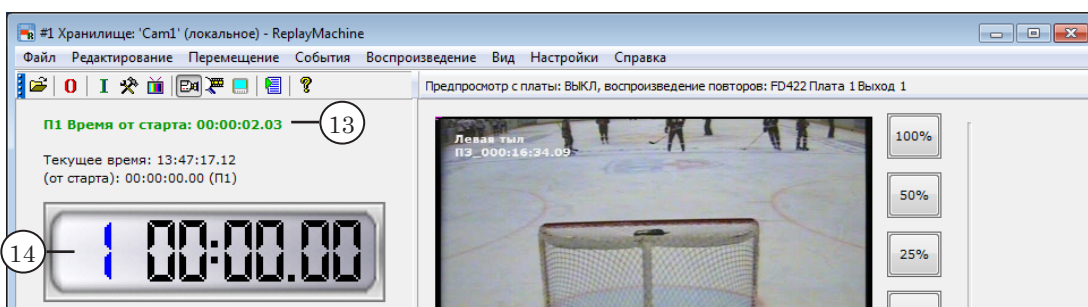 #1 Хранилище: 'Cam1' (локальное) - ReplayMachine
Файл Редактирование Перемещение События Воспроизведение Вид Настройки Справка
Предпросмотр с платы: ВЫКЛ, воспроизведение повторов: FD422 Плата 1 Выход 1
П1 Время от старта: 00:00:02.03
13
Текущее время: 13:47:17.12
(от старта): 00:00:00.00 (П1)
14
1 00:00.00
Левая тыл
П3_000:16:34.09
100%
50%
25%